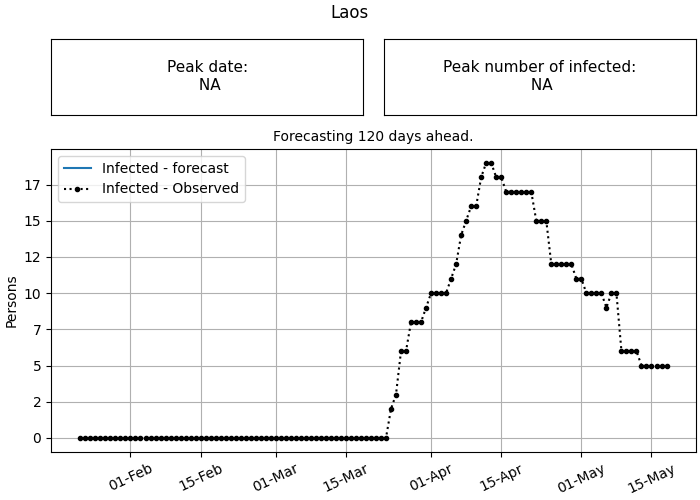 Laos
Peak date:
NA
Peak number of infected:
NA
Forecasting 120 days ahead.
Infected - forecast
Infected - Observed
Persons
17
15
12
10
7
5
2
0
01-Feb
15-Feb
01-Mar
15-Mar
01-Apr
15-Apr
01-May
15-May